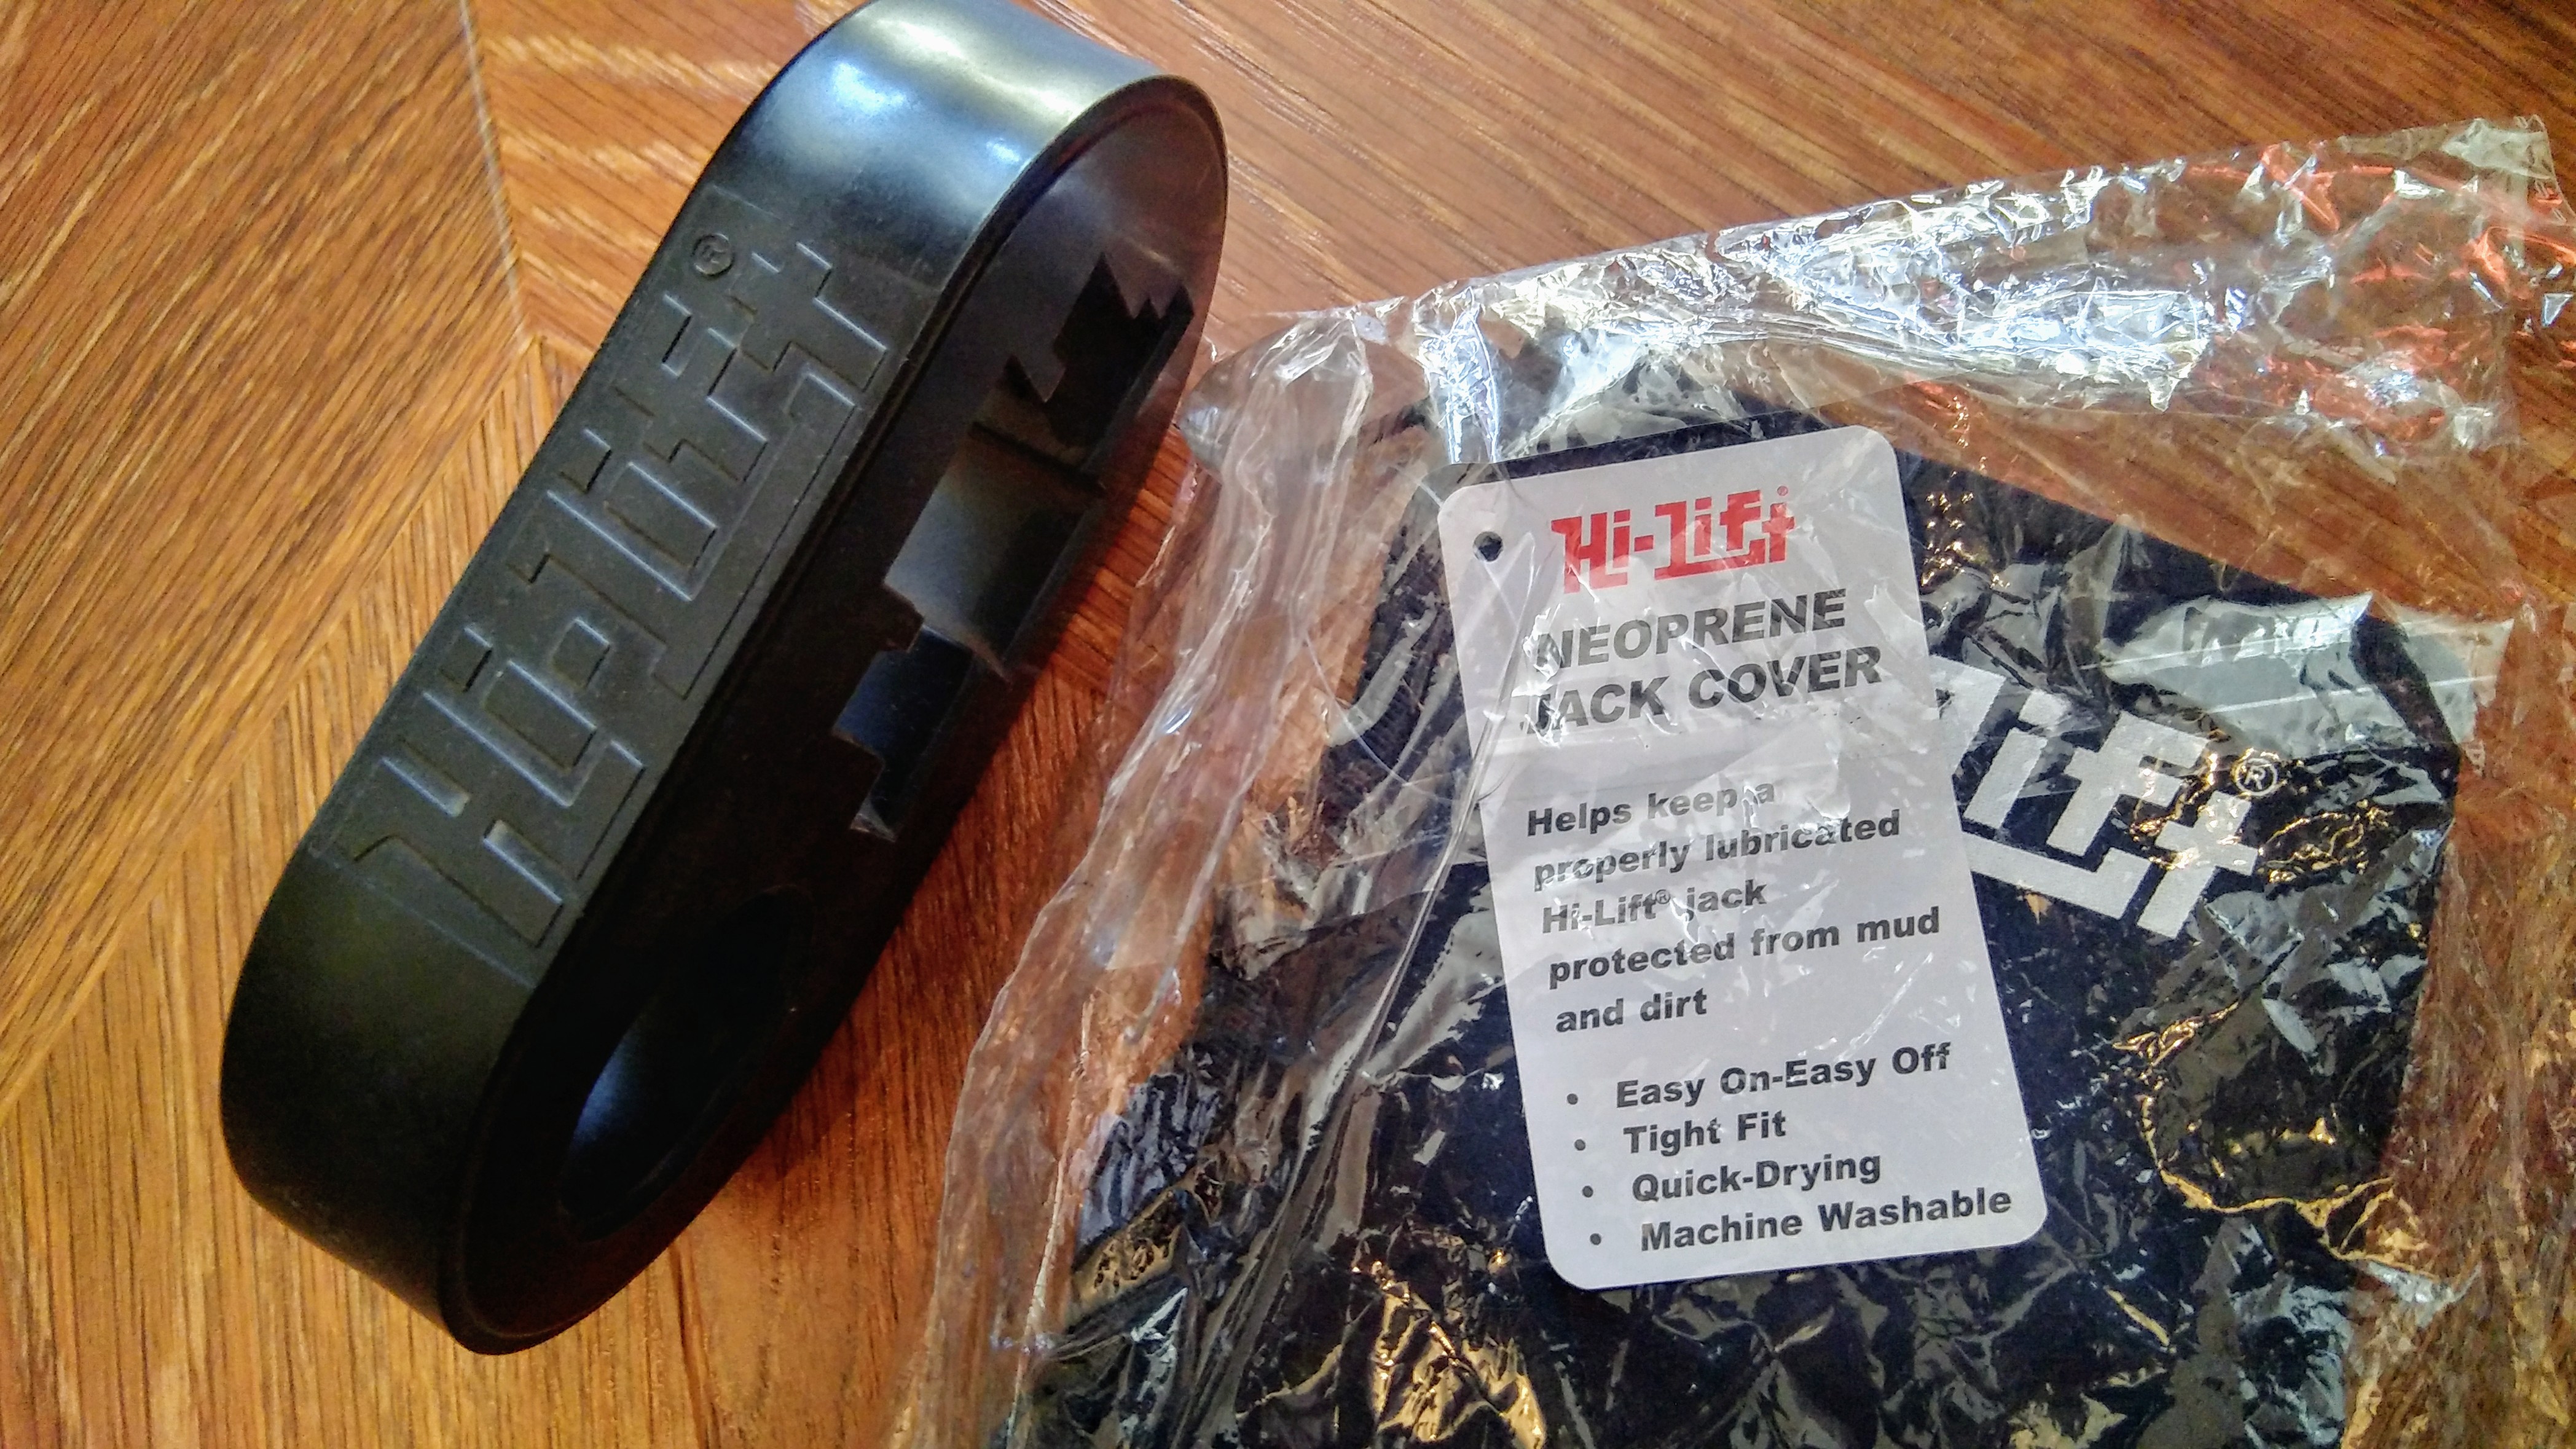 Hi-Lift®
Hi-Lift®
NEOPRENE
JACK COVER
Helps keep a
properly lubricated
Hi-Lift® jack
protected from mud
and dirt
• Easy On-Easy Off
• Tight Fit
• Quick-Drying
• Machine Washable
Lift®